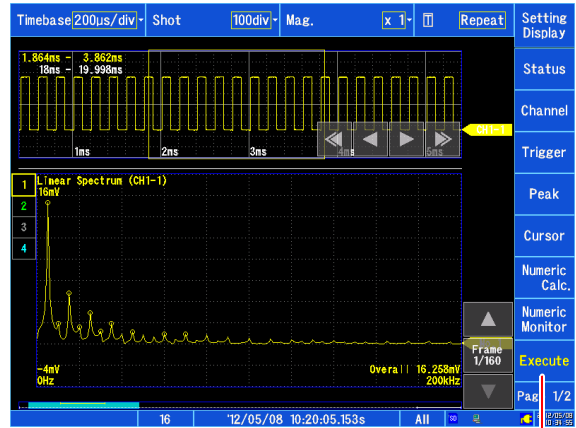 Timebase 200µs/div Shot 100div Mag. x 1 T Repeat
Setting
Display
1.864ms - 3.862ms
18ms - 19.998ms
Status
Channel
CH1-1
1ms 2ms 3ms 4ms 5ms
Trigger
1 Linear Spectrum (CH1-1)
16mV
2
3
4
Peak
Cursor
Numeric
Calc.
Numeric
Monitor
Frame
1/160
Execute
-4mV Overall 16.258mV
0Hz 200kHz
Page 1/2
16 '12/05/08 10:20:05.153s All SD '12/05/08
10:34:55